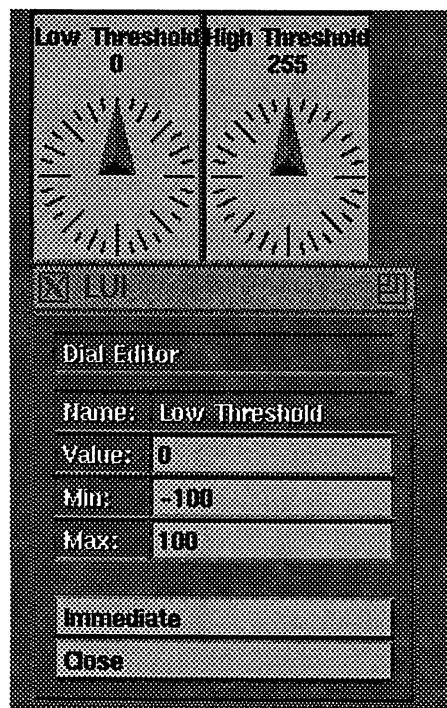 Low Threshold High Threshold
0 255
LUI
Dial Editor
Name: Low Threshold
Value: 0
Min: -100
Max: 100
Immediate
Close